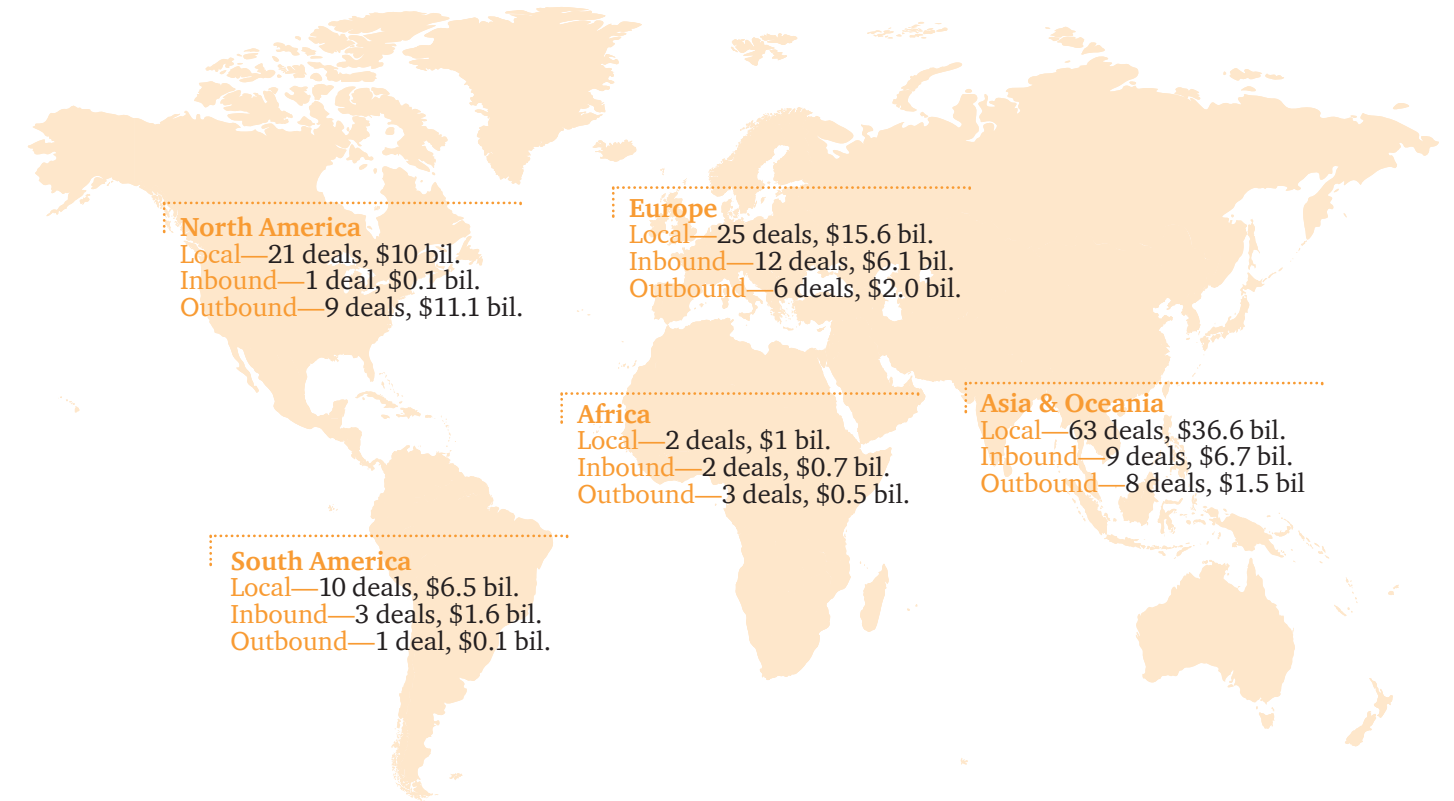 North America
Local—21 deals, $10 bil.
Inbound—1 deal, $0.1 bil.
Outbound—9 deals, $11.1 bil.
Europe
Local—25 deals, $15.6 bil.
Inbound—12 deals, $6.1 bil.
Outbound—6 deals, $2.0 bil.
Africa
Local—2 deals, $1 bil.
Inbound—2 deals, $0.7 bil.
Outbound—3 deals, $0.5 bil.
Asia & Oceania
Local—63 deals, $36.6 bil.
Inbound—9 deals, $6.7 bil.
Outbound—8 deals, $1.5 bil
South America
Local—10 deals, $6.5 bil.
Inbound—3 deals, $1.6 bil.
Outbound—1 deal, $0.1 bil.